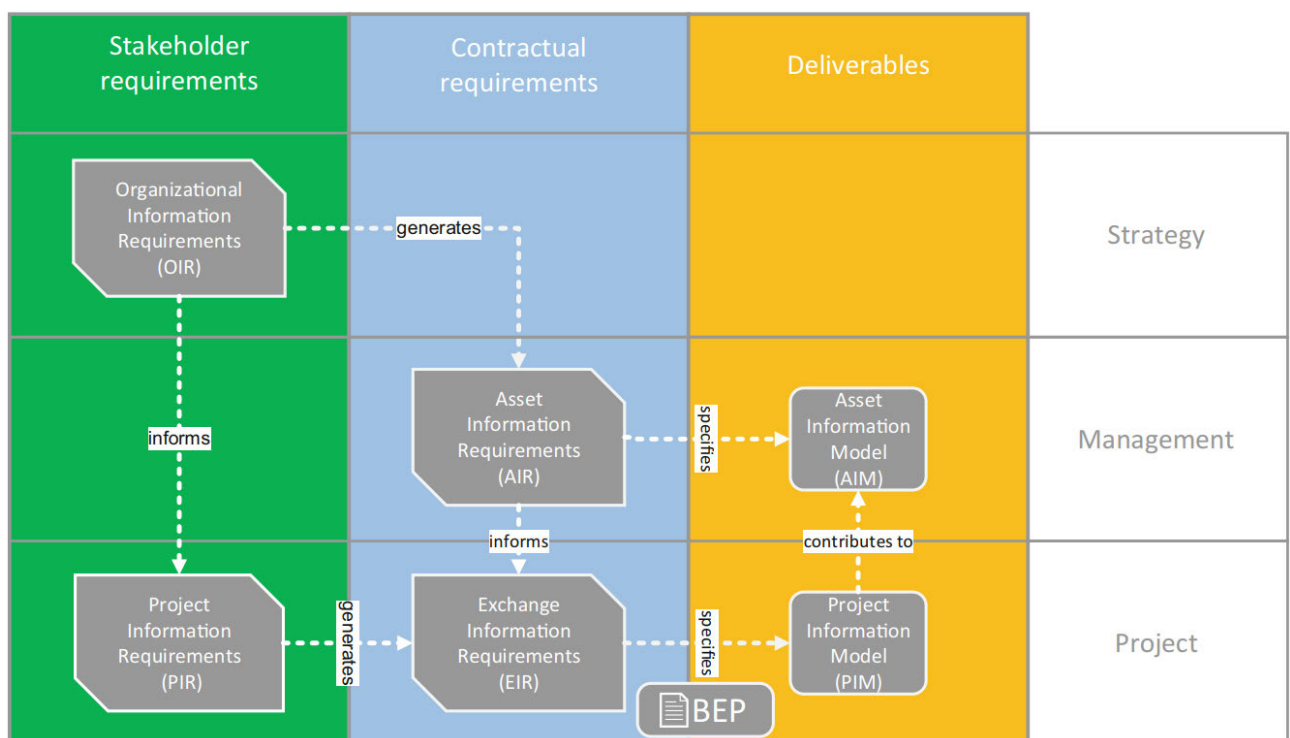 Stakeholder
requirements
Contractual
requirements
Deliverables
Organizational
Information
Requirements
(OIR)
generates
Strategy
informs
Asset
Information
Requirements
(AIR)
specifies
Asset
Information
Model
(AIM)
Management
informs
contributes to
Project
Information
Requirements
(PIR)
generates
Exchange
Information
Requirements
(EIR)
specifies
Project
Information
Model
(PIM)
Project
BEP